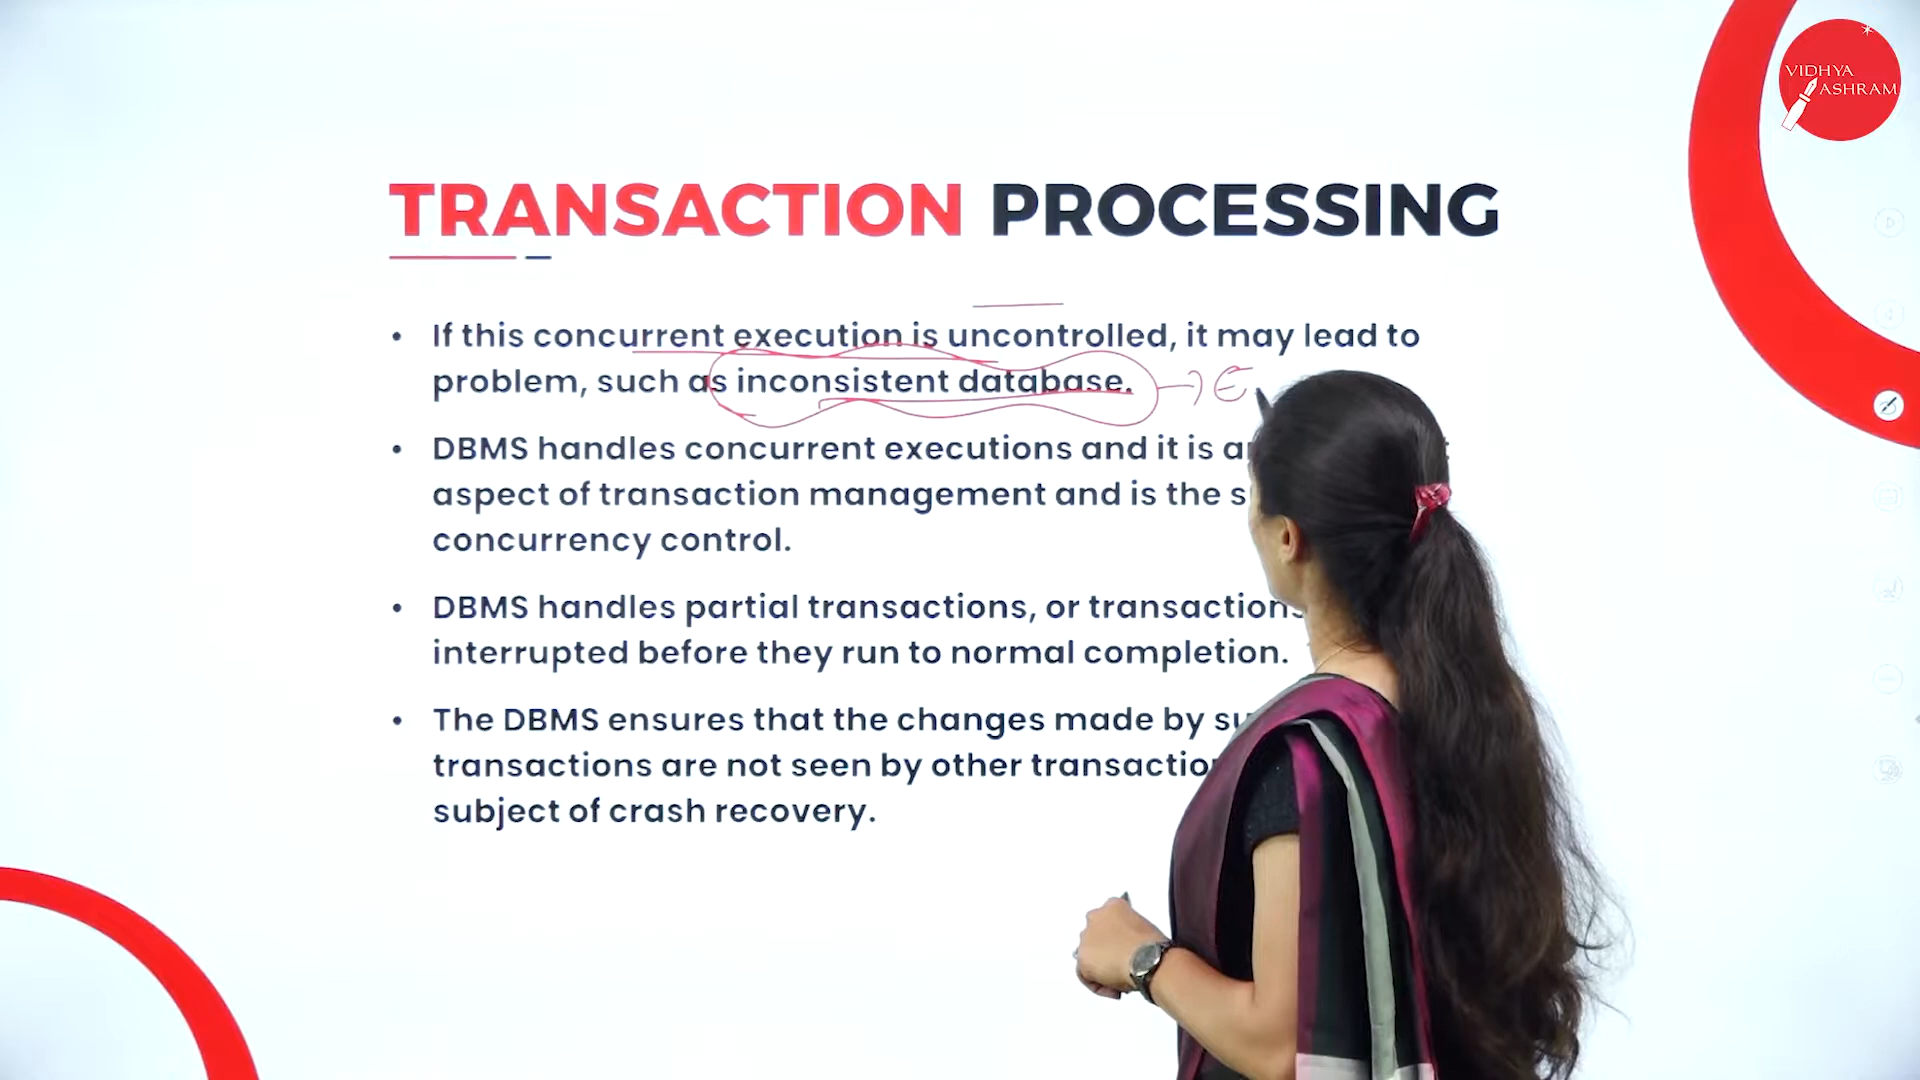 VIDHYA
ASHRAM
TRANSACTION PROCESSING
• If this concurrent execution is uncontrolled, it may lead to
problem, such as inconsistent database.
• DBMS handles concurrent executions and it is
aspect of transaction management and is the
concurrency control.
• DBMS handles partial transactions, or transactions
interrupted before they run to normal completion.
• The DBMS ensures that the changes made by
transactions are not seen by other
subject of crash recovery.